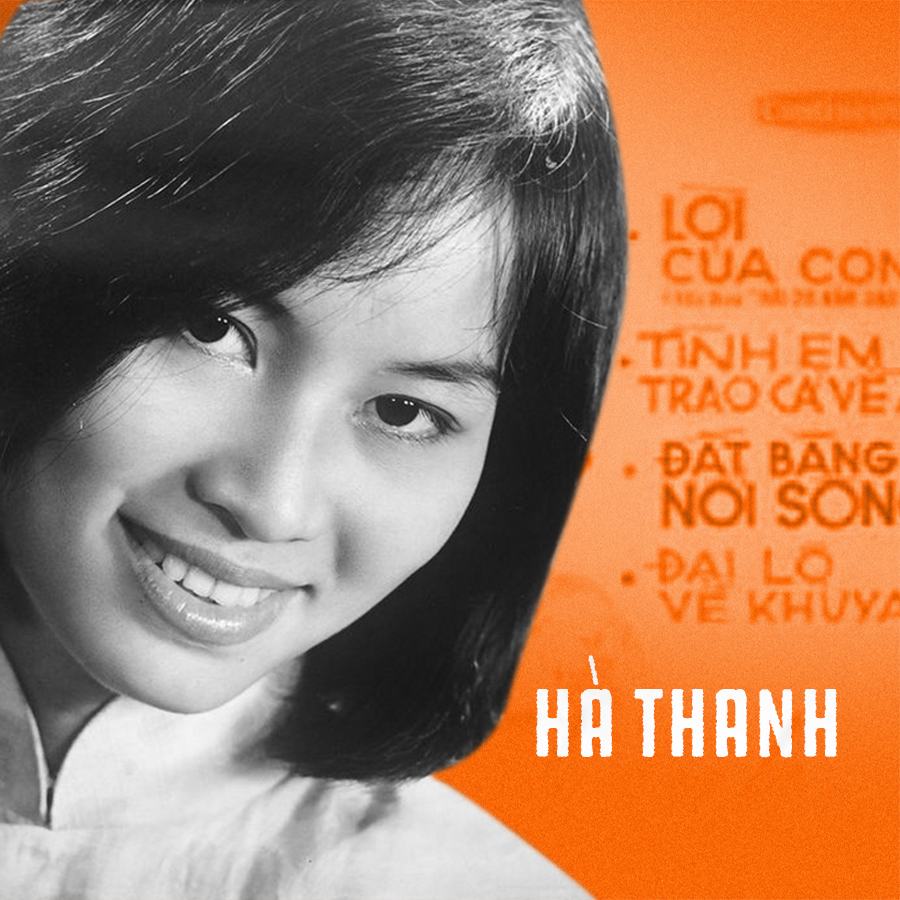 LỜI
CỦA CON
TÌNH EM
TRAO CẢ VỀ
ĐẤT BẰNG
NỔI SÓNG
ĐẠI LỘ
VỀ KHUYA
HÀ THANH